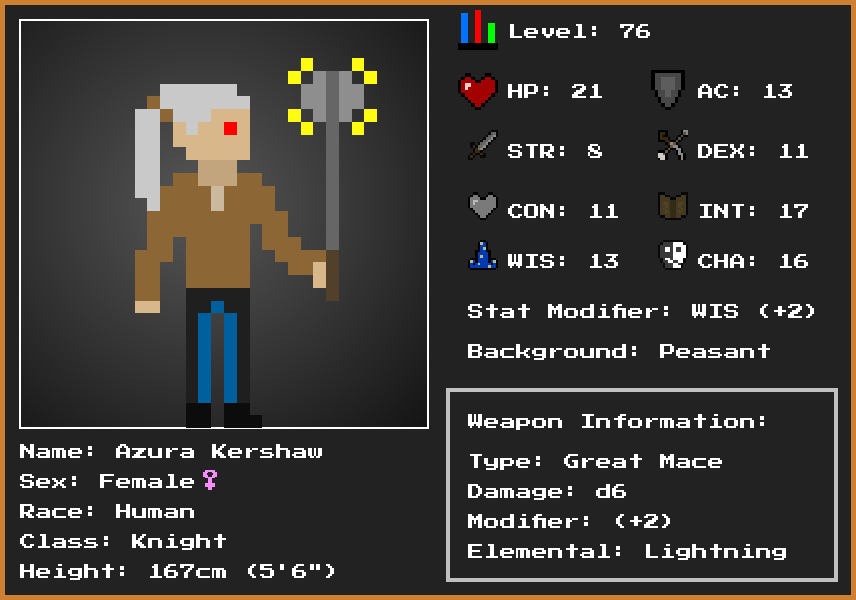 Level: 76
HP: 21
AC: 13
STR: 8
DEX: 11
CON: 11
INT: 17
WIS: 13
CHA: 16
Stat Modifier: WIS (+2)
Background: Peasant
Weapon Information:
Type: Great Mace
Damage: d6
Modifier: (+2)
Elemental: Lightning
Name: Azura Kershaw
Sex: Female♀
Race: Human
Class: Knight
Height: 167cm (5'6")